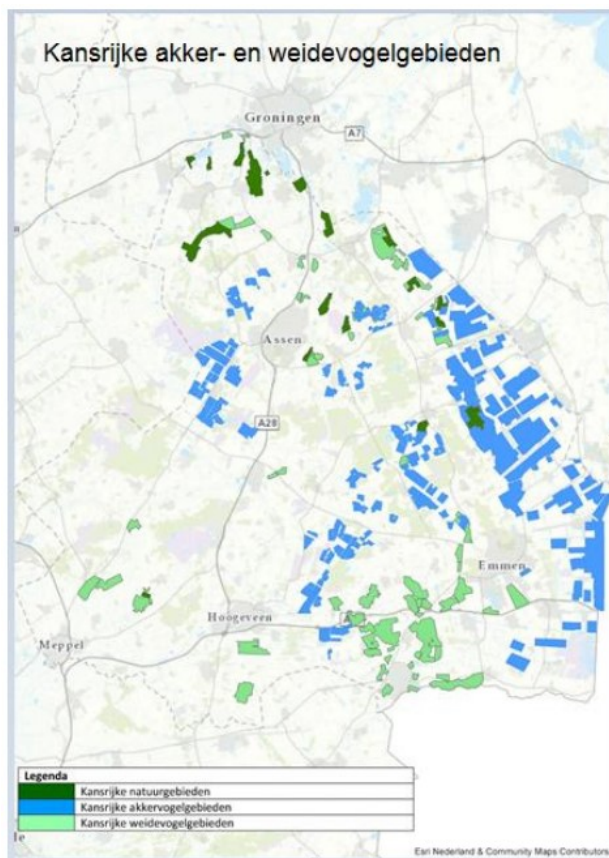 Kansrijke akker- en weidevogelgebieden
Groningen
A7
Assen
A28
Emmen
Hoogeveen
A
Meppel
Legenda
Kansrijke natuurgebieden
Kansrijke akkervogelgebieden
Kansrijke weidevogelgebieden
Esri Nederland & Community Maps Contributors